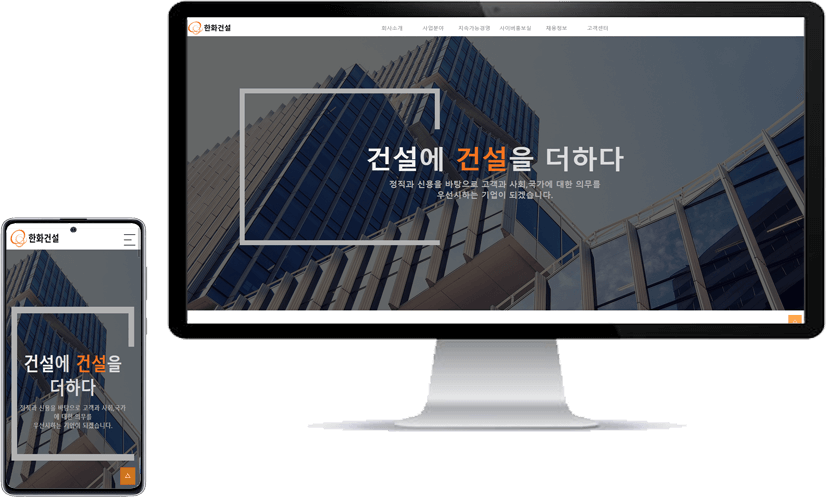 한화건설
회사소개 사업분야 지속가능경영 사이버홍보실 채용정보 고객센터
건설에 건설을 더하다
정직과 신용을 바탕으로 고객과 사회,국가에 대한 의무를
우선시하는 기업이 되겠습니다.
한화건설
건설에 건설을
더하다
정직과 신용을 바탕으로 고객과 사회,국가
에 대한 의무를
우선시하는 기업이 되겠습니다.